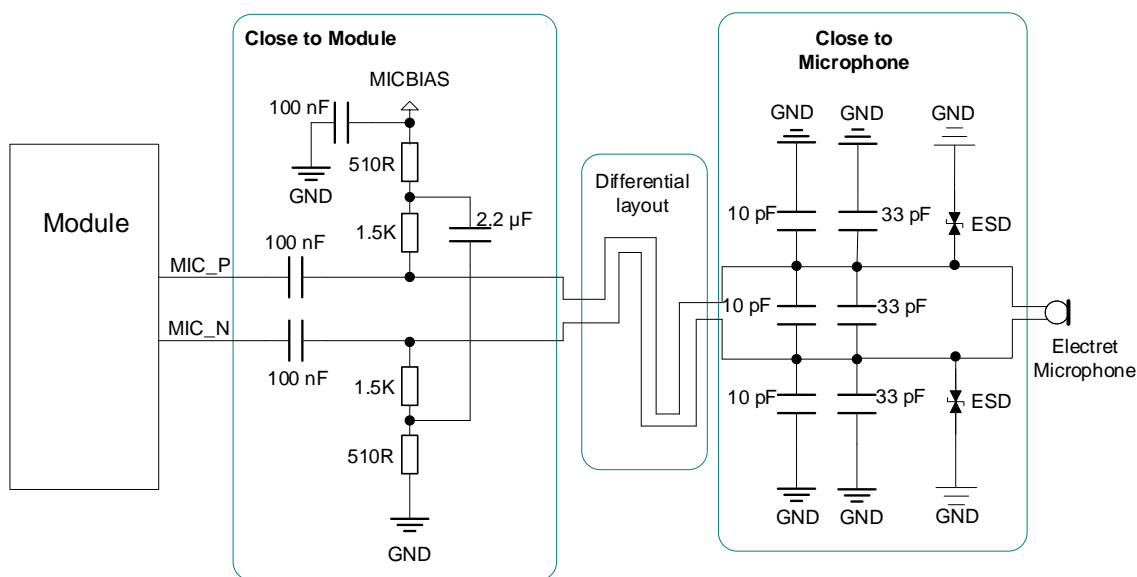 Close to Module
MICBIAS
100 nF
GND
510R
1.5K
2.2 µF
Module
MIC_P
100 nF
MIC_N
100 nF
1.5K
510R
GND
Differential
layout
Close to
Microphone
GND
GND
GND
10 pF
33 pF
ESD
10 pF
33 pF
Electret
Microphone
10 pF
33 pF
ESD
GND
GND
GND